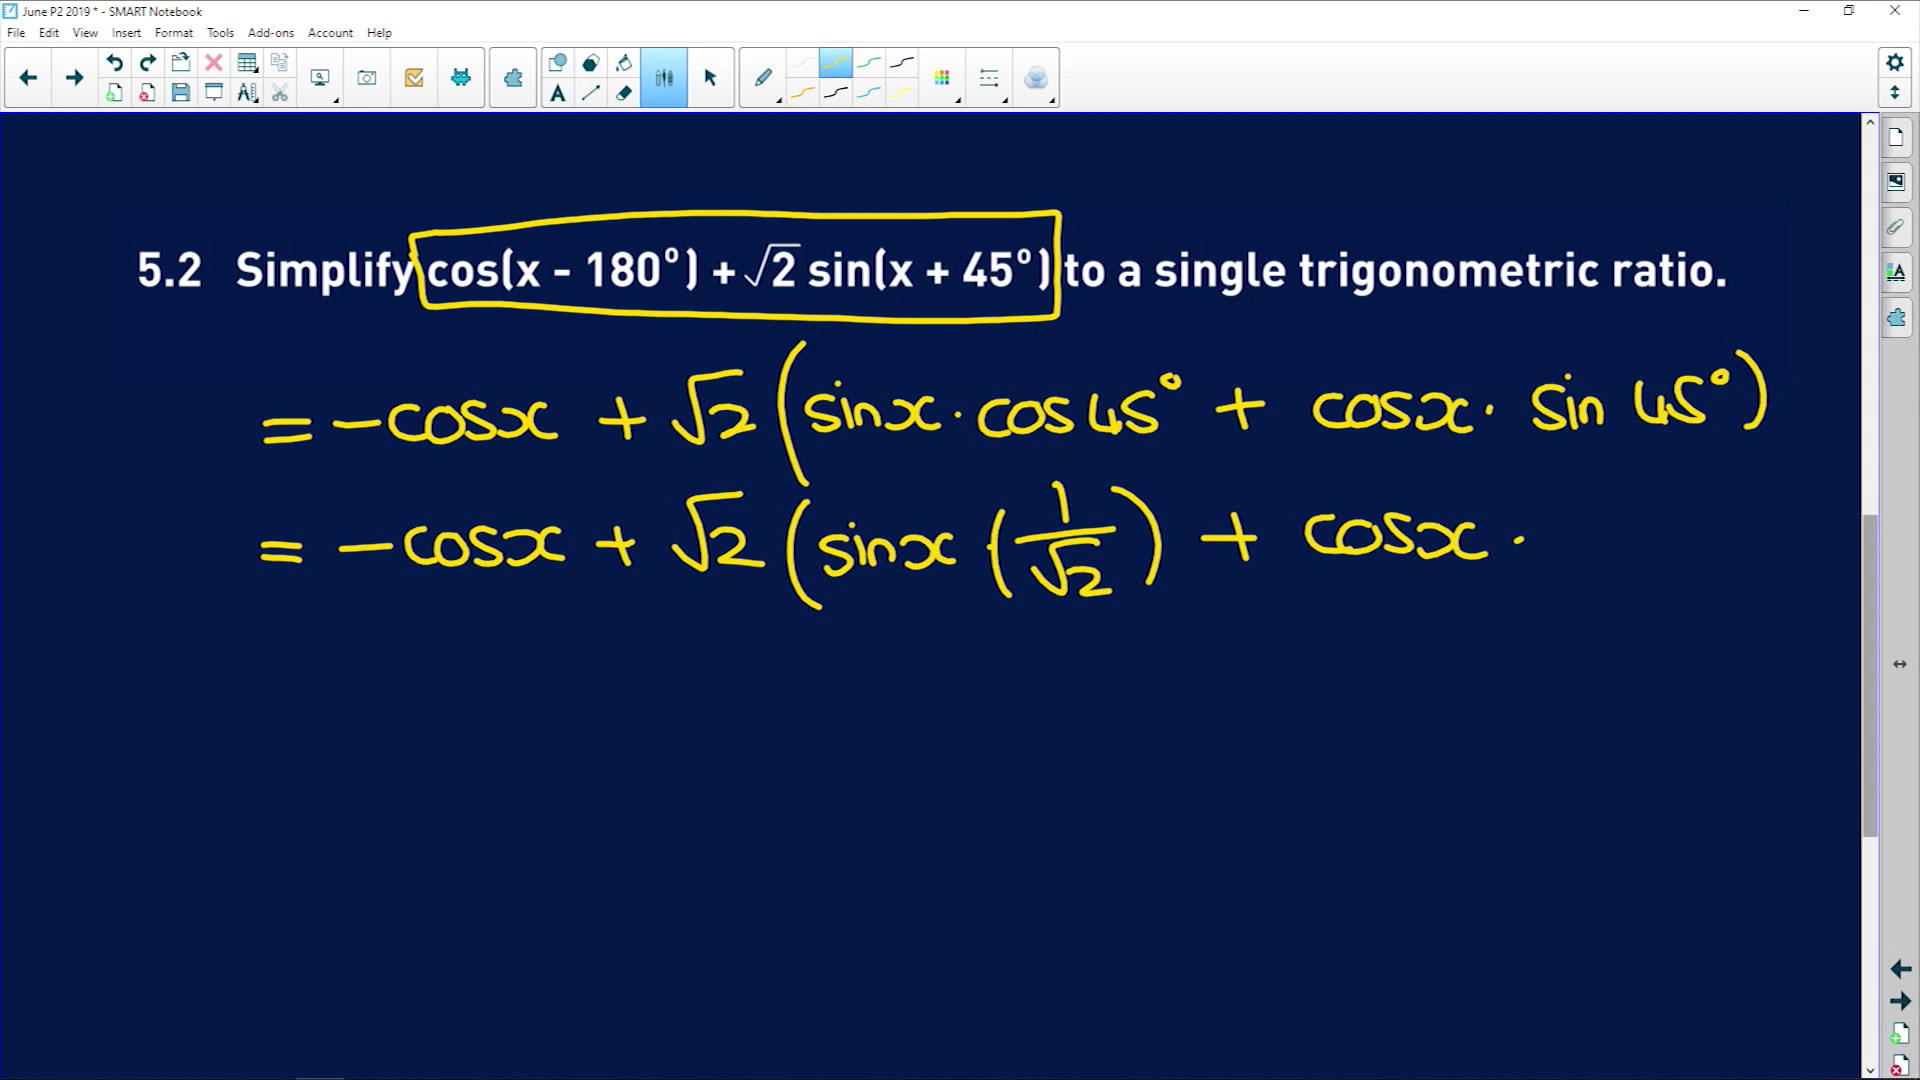 June P2 2019 * - SMART Notebook
File Edit View Insert Format Tools Add-ons Account Help
5.2 Simplify cos(x - 180°) + √2 sin(x + 45°) to a single trigonometric ratio.
= -cosx + √2 (sinx · cos45° + cosx · sin 45°)
= -cosx + √2 (sinx (1/√2) + cosx ·